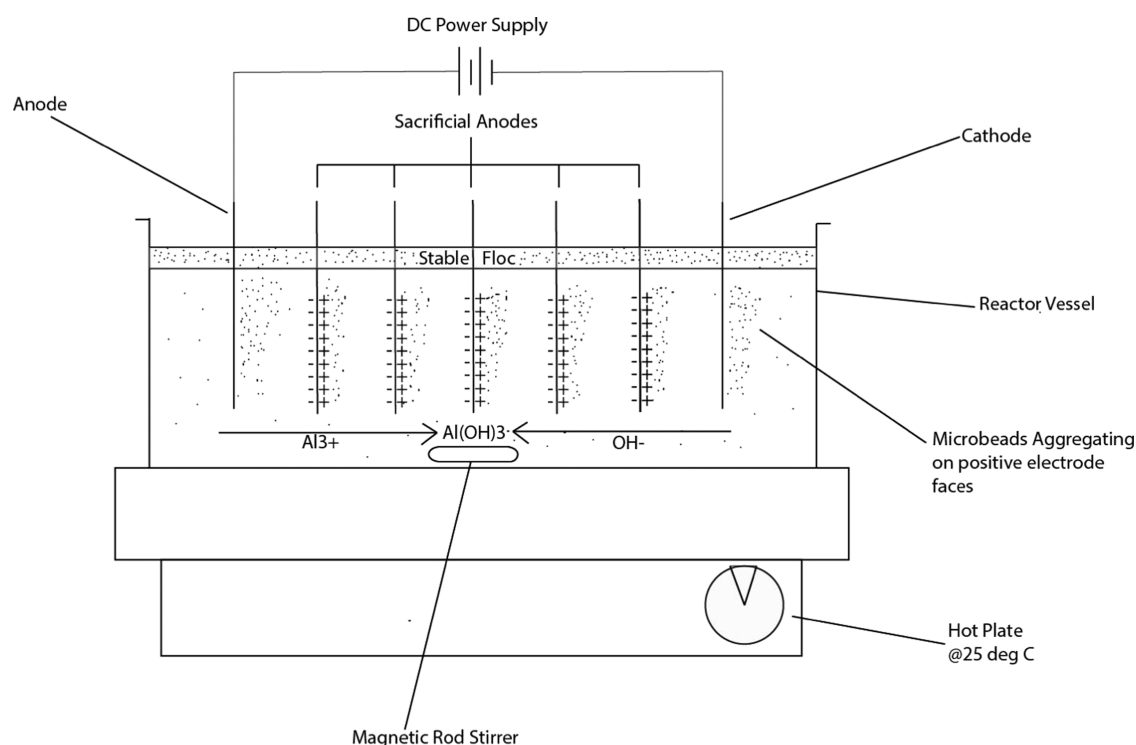 DC Power Supply
Anode
Sacrificial Anodes
Cathode
Stable Floc
Reactor Vessel
Al3+
Al(OH)3
OH-
Microbeads Aggregating
on positive electrode
faces
Hot Plate
@25 deg C
Magnetic Rod Stirrer